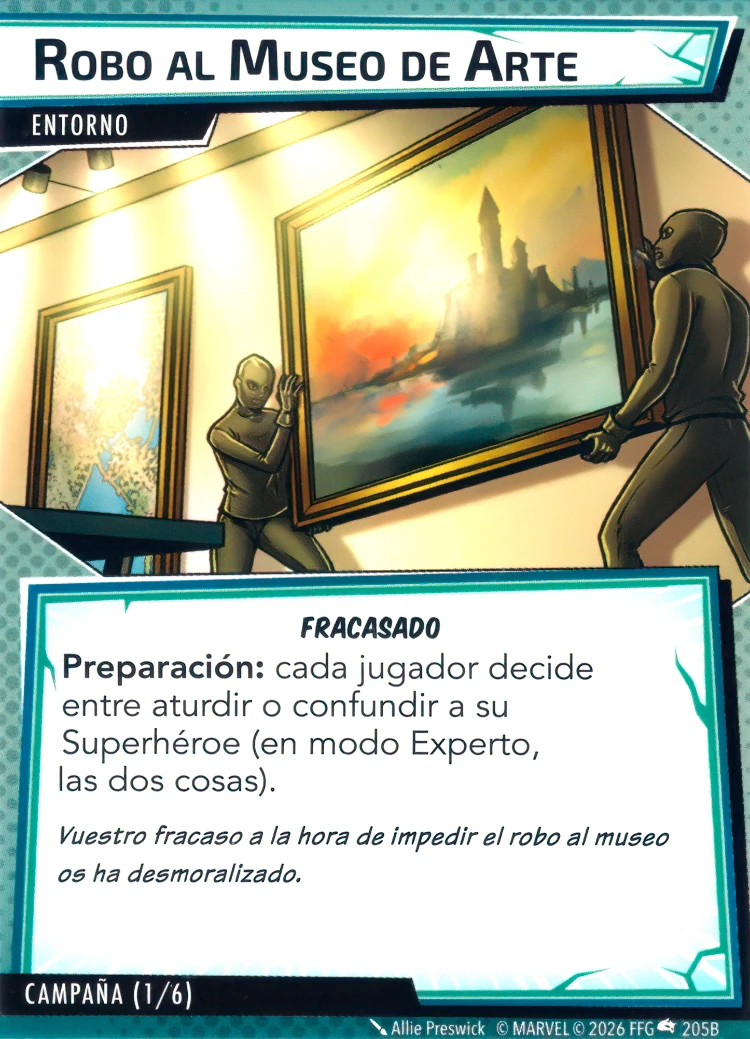 ROBO AL MUSEO DE ARTE
ENTORNO
FRACASADO
Preparación: cada jugador decide
entre aturdir o confundir a su
Superhéroe (en modo Experto,
las dos cosas).
Vuestro fracaso a la hora de impedir el robo al museo
os ha desmoralizado.
CAMPAÑA (1/6)
Allie Preswick © MARVEL © 2026 FFG 205B